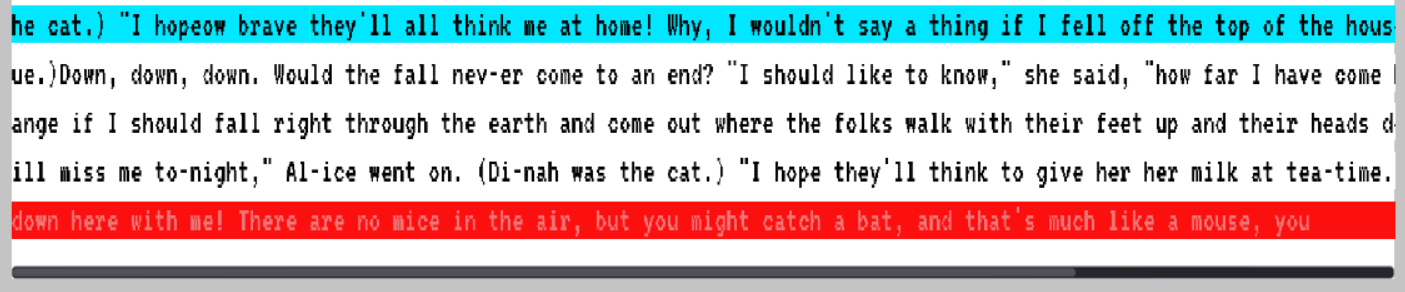 he cat.) "I hopeow brave they'll all think me at home! Why, I wouldn't say a thing if I fell off the top of the hous
ue.)Down, down, down. Would the fall nev-er come to an end? "I should like to know," she said, "how far I have come
ange if I should fall right through the earth and come out where the folks walk with their feet up and their heads d
ill miss me to-night," Al-ice went on. (Di-nah was the cat.) "I hope they'll think to give her her milk at tea-time.
down here with me! There are no mice in the air, but you might catch a bat, and that's much like a mouse, you